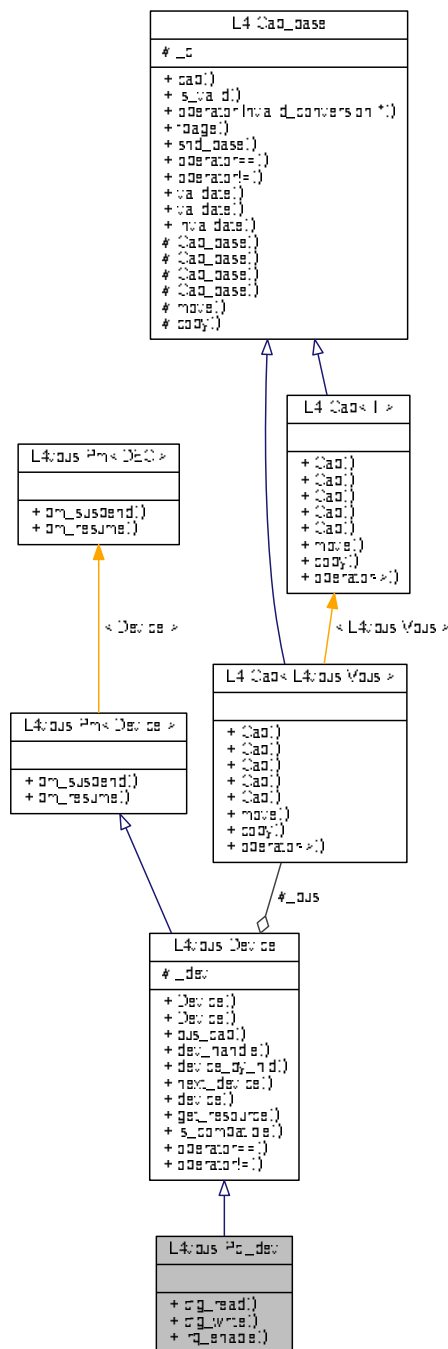 L4::Cap_base
# _c
+ cap()
+ is_valid()
+ operator Invalid_conversion *()
+ fpage()
+ snd_base()
+ operator==()
+ operator!=()
+ validate()
+ validate()
+ invalidate()
# Cap_base()
# Cap_base()
# Cap_base()
# Cap_base()
# move()
# copy()
L4::Cap< T >
+ Cap()
+ Cap()
+ Cap()
+ Cap()
+ Cap()
+ move()
+ copy()
+ operator->()
L4vbus::Pm< DEC >
+ pm_suspend()
+ pm_resume()
< Device >
< L4vbus::Vbus >
L4::Cap< L4vbus::Vbus >
+ Cap()
+ Cap()
+ Cap()
+ Cap()
+ Cap()
+ move()
+ copy()
+ operator->()
L4vbus::Pm< Device >
+ pm_suspend()
+ pm_resume()
#_bus
L4vbus::Device
# _dev
+ Device()
+ Device()
+ bus_cap()
+ dev_handle()
+ device_by_hid()
+ next_device()
+ device()
+ get_resource()
+ is_compatible()
+ operator==()
+ operator!=()
L4vbus::Pci_dev
+ cfg_read()
+ cfg_write()
+ irq_enable()